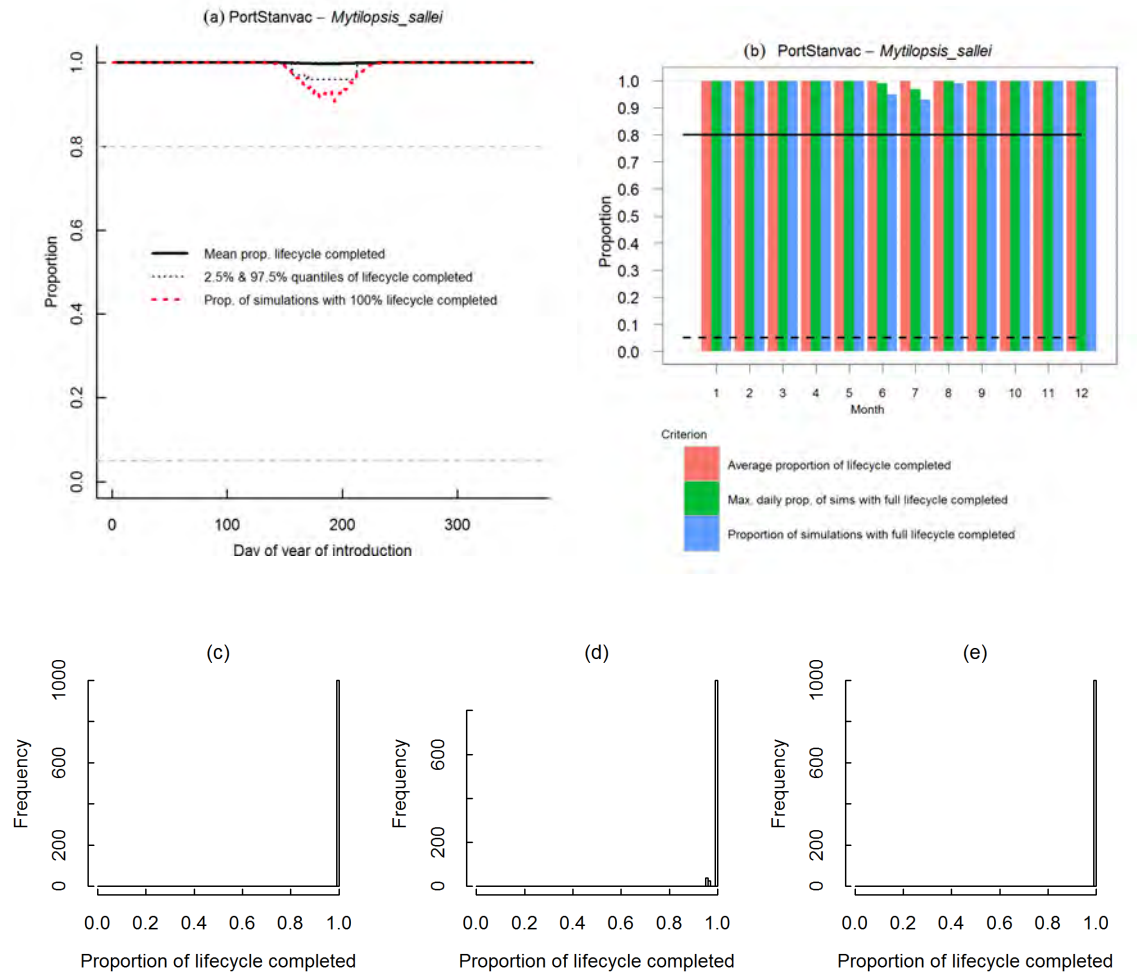 (a) PortStanvac – Mytilopsis_sallei
1.0
0.8
0.6
0.4
0.2
0.0
Proportion
Mean prop. lifecycle completed
2.5% & 97.5% quantiles of lifecycle completed
Prop. of simulations with 100% lifecycle completed
0 100 200 300
Day of year of introduction
(b) PortStanvac – Mytilopsis_sallei
1.0
0.9
0.8
0.7
0.6
0.5
0.4
0.3
0.2
0.1
0.0
Proportion
1 2 3 4 5 6 7 8 9 10 11 12
Month
Criterion
Average proportion of lifecycle completed
Max. daily prop. of sims with full lifecycle completed
Proportion of simulations with full lifecycle completed
(c)
1000
600
200
0
Frequency
0.0 0.2 0.4 0.6 0.8 1.0
Proportion of lifecycle completed
(d)
600
200
0
Frequency
0.0 0.2 0.4 0.6 0.8 1.0
Proportion of lifecycle completed
(e)
1000
600
200
0
Frequency
0.0 0.2 0.4 0.6 0.8 1.0
Proportion of lifecycle completed